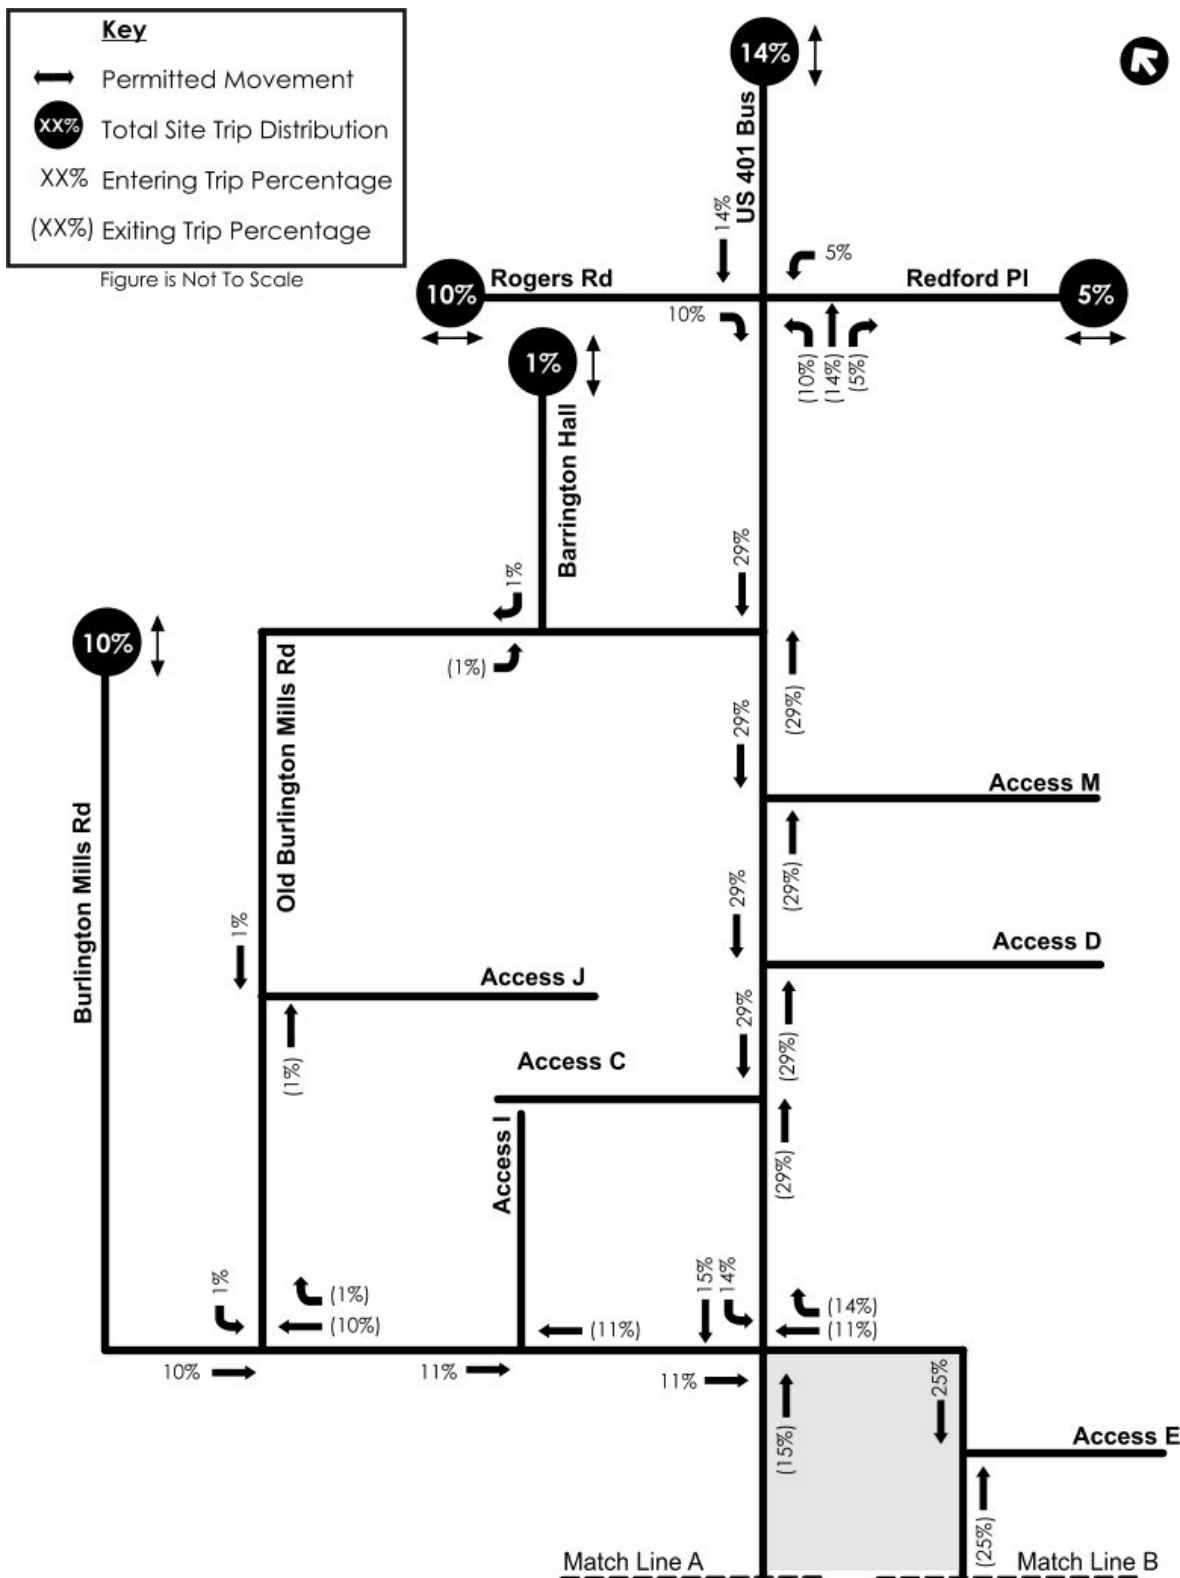 Key
Permitted Movement
XX% Total Site Trip Distribution
XX% Entering Trip Percentage
(XX%) Exiting Trip Percentage
Figure is Not To Scale
14%
US 401 Bus
14%
5%
10%
Rogers Rd
Redford Pl
5%
10%
(10%)
(14%)
(5%)
1%
Barrington Hall
29%
1%
(1%)
10%
Old Burlington Mills Rd
29%
(29%)
Access M
Burlington Mills Rd
29%
(29%)
1%
Access D
Access J
29%
(29%)
(1%)
Access C
Access I
(29%)
1%
(1%)
(10%)
(11%)
15%
14%
(14%)
(11%)
10%
11%
11%
25%
(15%)
Access E
(25%)
Match Line A
Match Line B